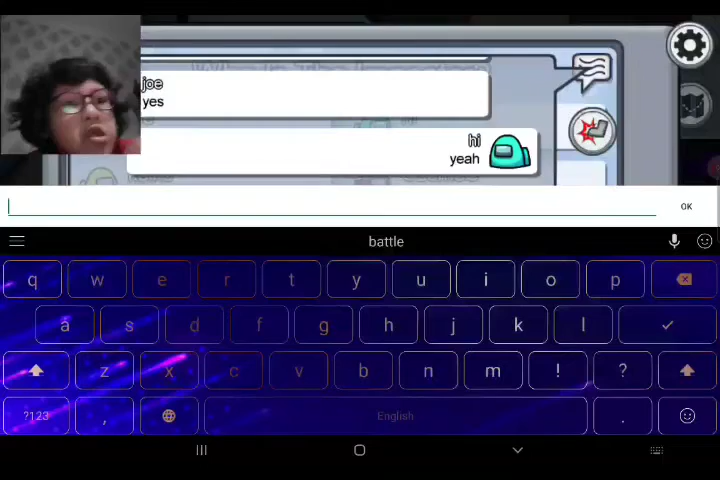 joe
yes
hi
yeah
OK
battle
q w e r t y u i o p
a s d f g h j k l
z x c v b n m ! ?
?123 , English .